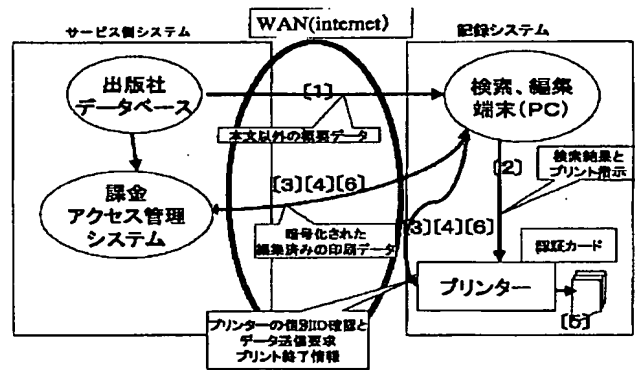 WAN(internet)
サービス側システム
記録システム
出版社
データベース
[1]
検索、編集
端末(PC)
本文以外の概要データ
[2]
検索結果と
プリント指示
[3][4][6]
課金
アクセス管理
システム
暗号化された
編集済みの印刷データ
[3][4][6]
認証カード
プリンター
[5]
プリンターの個別ID確認と
データ送信要求
プリント終了情報